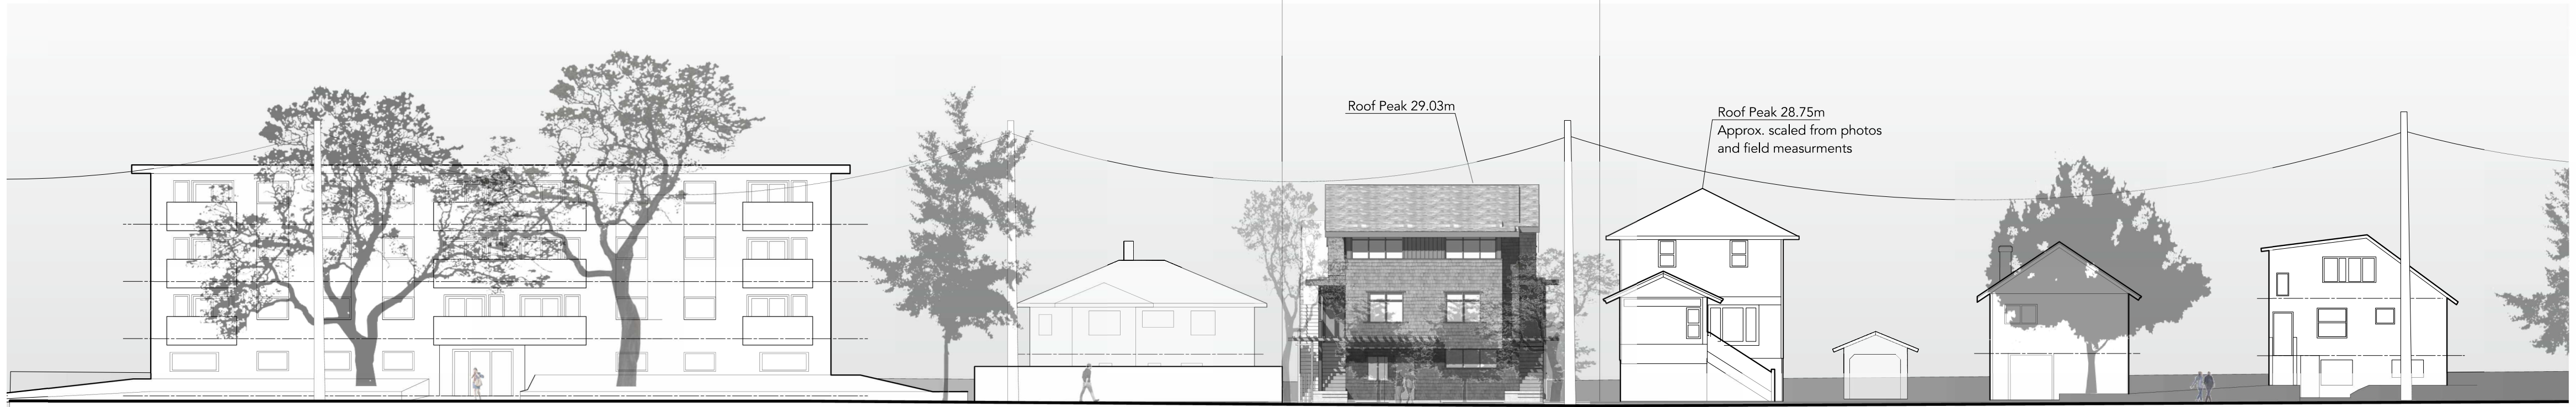 Roof Peak 29.03m
Roof Peak 28.75m
Approx. scaled from photos
and field measurments